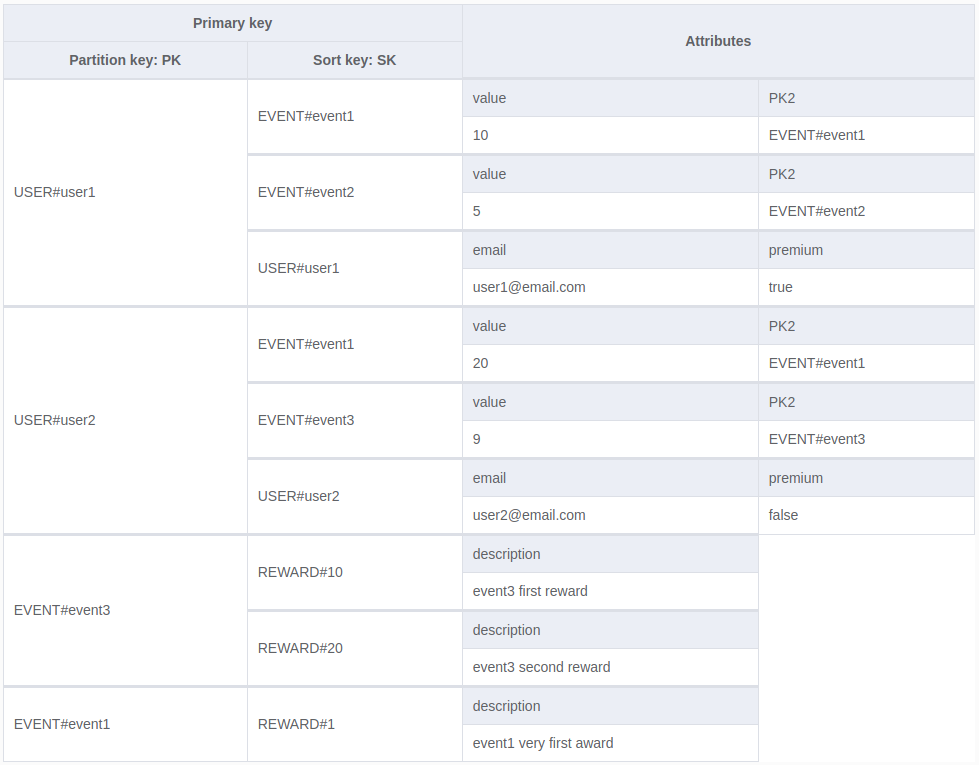 Primary key
Attributes
Partition key: PK Sort key: SK
USER#user1
EVENT#event1
value PK2
10 EVENT#event1
EVENT#event2
value PK2
5 EVENT#event2
USER#user1
email premium
user1@email.com true
USER#user2
EVENT#event1
value PK2
20 EVENT#event1
EVENT#event3
value PK2
9 EVENT#event3
USER#user2
email premium
user2@email.com false
EVENT#event3
REWARD#10
description
event3 first reward
REWARD#20
description
event3 second reward
EVENT#event1
REWARD#1
description
event1 very first award